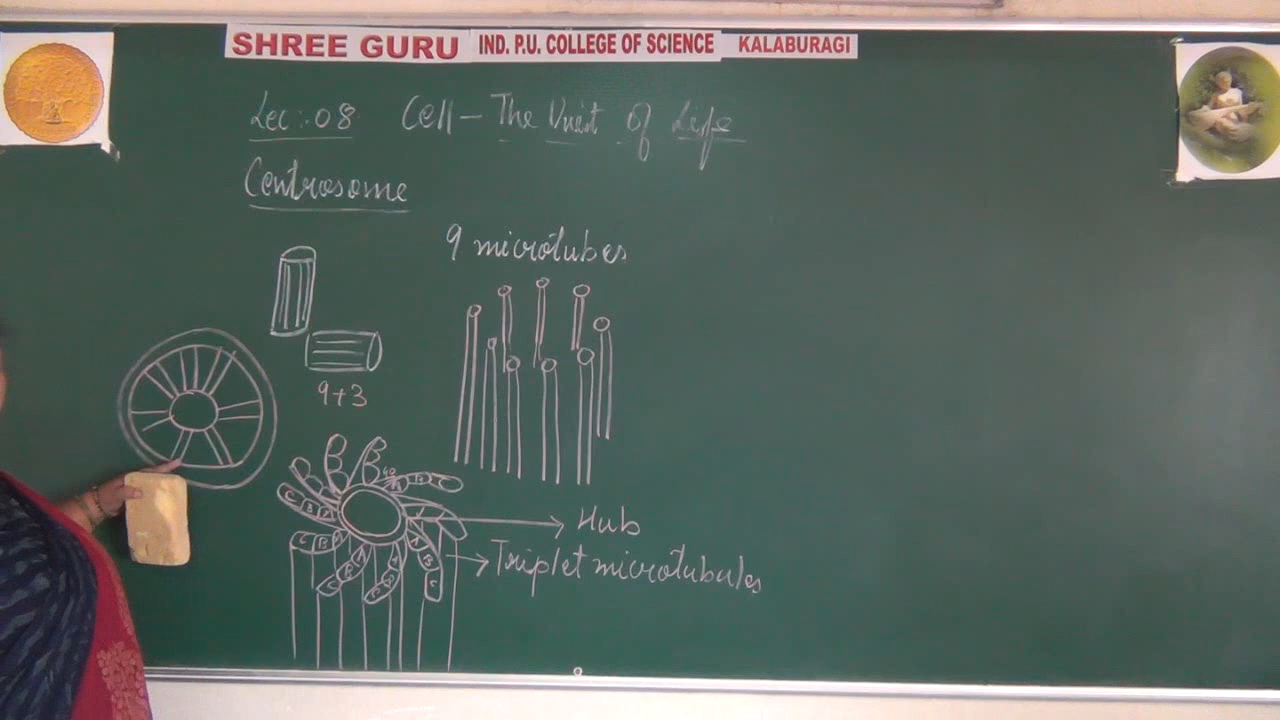 SHREE GURU IND. P.U. COLLEGE OF SCIENCE KALABURAGI
Lec:-08 Cell - The Unit of Life
Centrosome
9 microtubes
9+3
Hub
Triplet microtubules
C B A
C B A
C B A
C B A
A B C
A B C